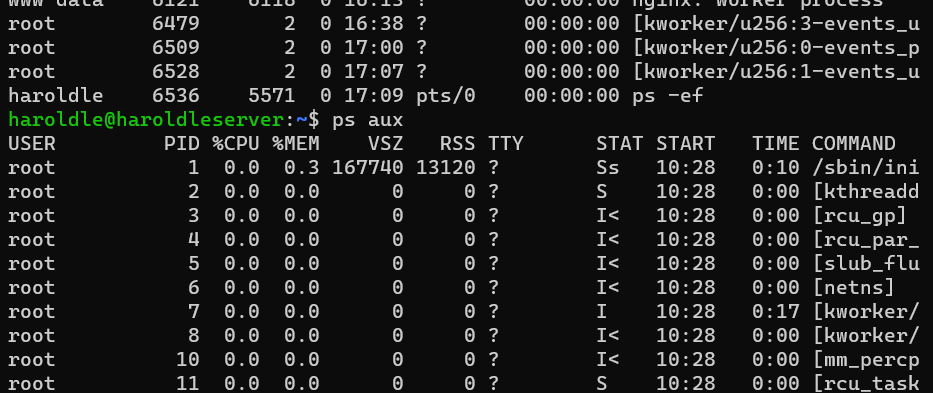 www-data 6121 6118 0 16:13 ? 00:00:00 nginx: worker process
root 6479 2 0 16:38 ? 00:00:00 [kworker/u256:3-events_u
root 6509 2 0 17:00 ? 00:00:00 [kworker/u256:0-events_p
root 6528 2 0 17:07 ? 00:00:00 [kworker/u256:1-events_u
haroldle 6536 5571 0 17:09 pts/0 00:00:00 ps -ef
haroldle@haroldleserver:~$ ps aux
USER PID %CPU %MEM VSZ RSS TTY STAT START TIME COMMAND
root 1 0.0 0.3 167740 13120 ? Ss 10:28 0:10 /sbin/ini
root 2 0.0 0.0 0 0 ? S 10:28 0:00 [kthreadd
root 3 0.0 0.0 0 0 ? I< 10:28 0:00 [rcu_gp]
root 4 0.0 0.0 0 0 ? I< 10:28 0:00 [rcu_par_
root 5 0.0 0.0 0 0 ? I< 10:28 0:00 [slub_flu
root 6 0.0 0.0 0 0 ? I< 10:28 0:00 [netns]
root 7 0.0 0.0 0 0 ? I 10:28 0:17 [kworker/
root 8 0.0 0.0 0 0 ? I< 10:28 0:00 [kworker/
root 10 0.0 0.0 0 0 ? I< 10:28 0:00 [mm_percp
root 11 0.0 0.0 0 0 ? S 10:28 0:00 [rcu_task